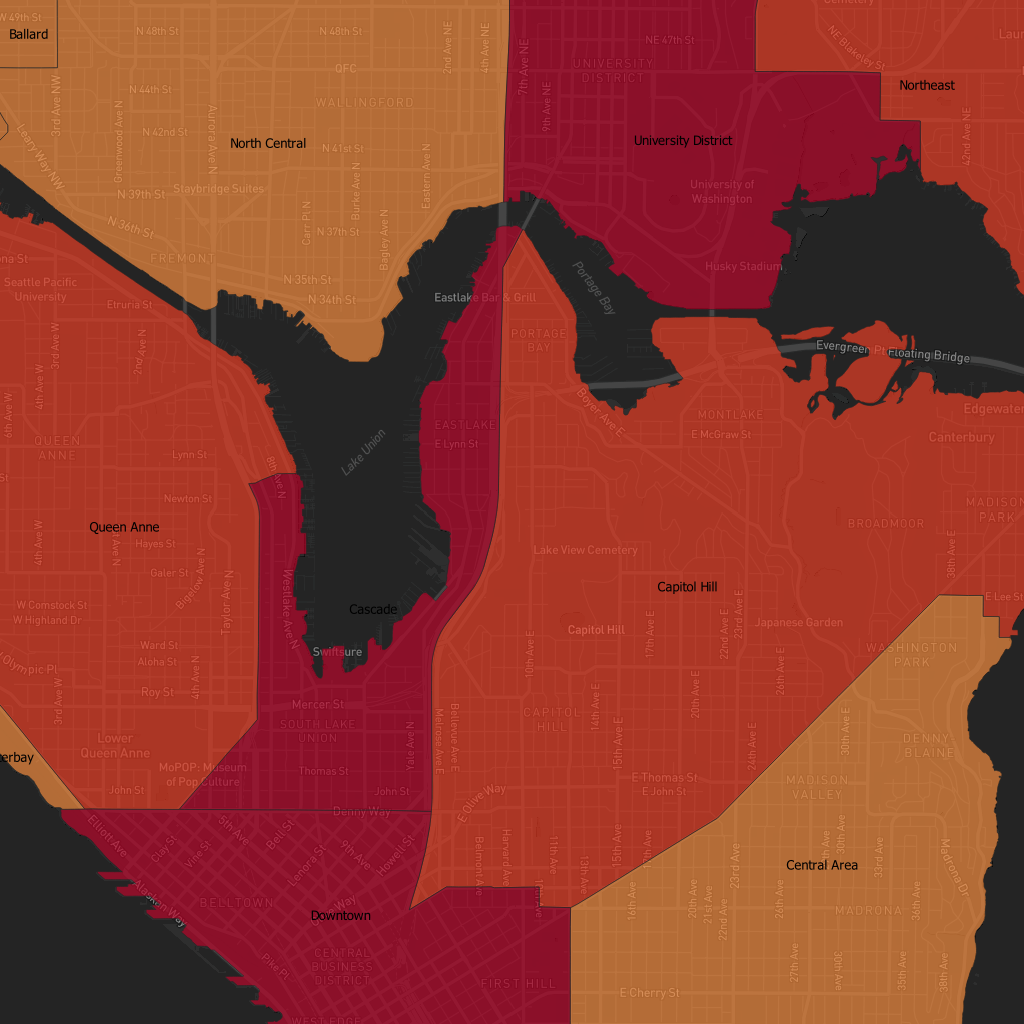 W 49th St
Ballard
N 48th St
N 48th St
2nd Ave NE
4th Ave NE
NE 47th St
NE Blakeley St
Cemetery
QFC
7th Ave NE
UNIVERSITY
DISTRICT
3rd Ave NW
N 44th St
Greenwood Ave N
Aurora Ave N
WALLINGFORD
9th Ave NE
Northeast
Leary Way NW
N 42nd St
North Central
N 41st St
University District
42nd Ave NE
N 39th St
Staybridge Suites
Burke Ave N
Eastern Ave N
University of
Washington
N 36th St
Carr Pl N
N 37th St
Bagley Ave N
FREMONT
N 35th St
N 34th St
Husky Stadium
Portage Bay
Seattle Pacific
University
Etruria St
Eastlake Bar & Grill
PORTAGE
BAY
3rd Ave W
2nd Ave N
Evergreen Pt Floating Bridge
4th Ave W
6th Ave W
Boyer Ave E
MONTLAKE
E McGraw St
Edgewater
Canterbury
QUEEN
ANNE
Lynn St
8th Ave N
Lake Union
EASTLAKE
E Lynn St
Newton St
MADISON
PARK
BROADMOOR
Queen Anne
4th Ave W
Hayes St
Galer St
Bigelow Ave N
Taylor Ave N
Westlake Ave N
Lake View Cemetery
38th Ave E
Capitol Hill
W Comstock St
W Highland Dr
Cascade
E Lee St
17th Ave E
22nd Ave E
23rd Ave E
Japanese Garden
Capitol Hill
10th Ave E
Ward St
Aloha St
Swiftsure
WASHINGTON
PARK
Olympic Pl
4th Ave N
Roy St
3rd Ave W
26th Ave E
20th Ave E
14th Ave E
Mercer St
SOUTH LAKE
UNION
CAPITOL
HILL
Melrose Ave E
Bellevue Ave E
15th Ave E
24th Ave E
30th Ave E
DENNY
BLAINE
Yale Ave N
Lower
Queen Anne
MoPOP: Museum
of Pop Culture
Thomas St
E Thomas St
E John St
MADISON
VALLEY
John St
John St
Denny Way
E Olive Way
Elliott Ave
Clay St
Vine St
5th Ave
Bell St
Lenora St
9th Ave
Howell St
Belmont Ave
Harvard Ave
11th Ave
13th Ave
15th Ave
23rd Ave
30th Ave
33rd Ave
Madrona Dr
Central Area
Alaskan Way
BELLTOWN
Downtown
16th Ave
20th Ave
21st Ave
22nd Ave
26th Ave
MADRONA
36th Ave
CENTRAL
BUSINESS
DISTRICT
Pike Pl
FIRST HILL
27th Ave
30th Ave
35th Ave
38th Ave
E Cherry St
WEST EDGE